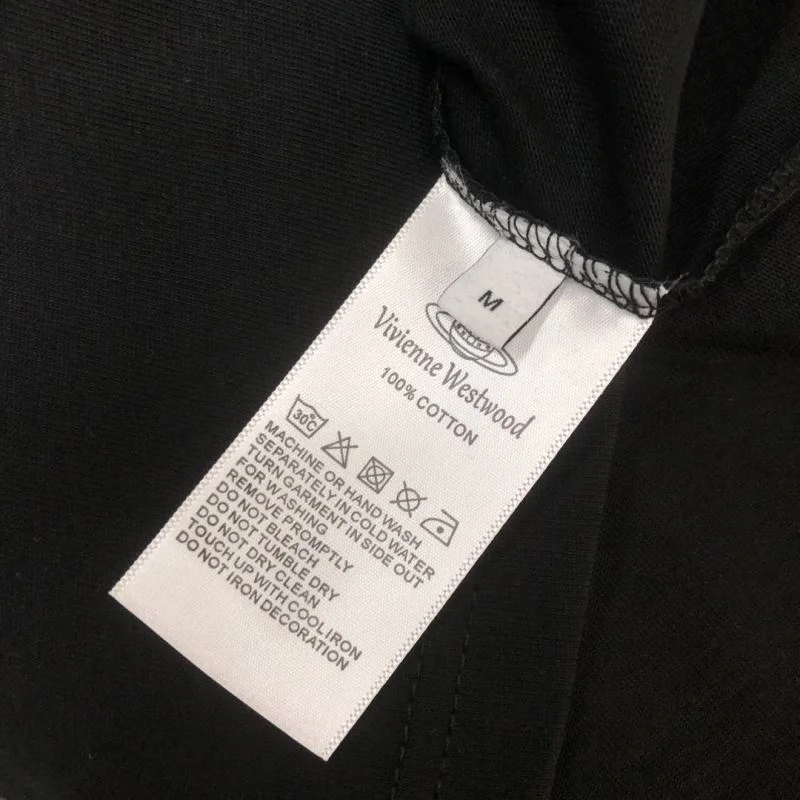 M
Vivienne Westwood
100% COTTON
30C
MACHINE OR HAND WASH
SEPARATELY IN COLD WATER
TURN GARMENT IN SIDE OUT
FOR WASHING
REMOVE PROMPTLY
DO NOT BLEACH
DO NOT TUMBLE DRY
DO NOT DRY CLEAN
TOUCH UP WITH COOL IRON
DO NOT IRON DECORATION